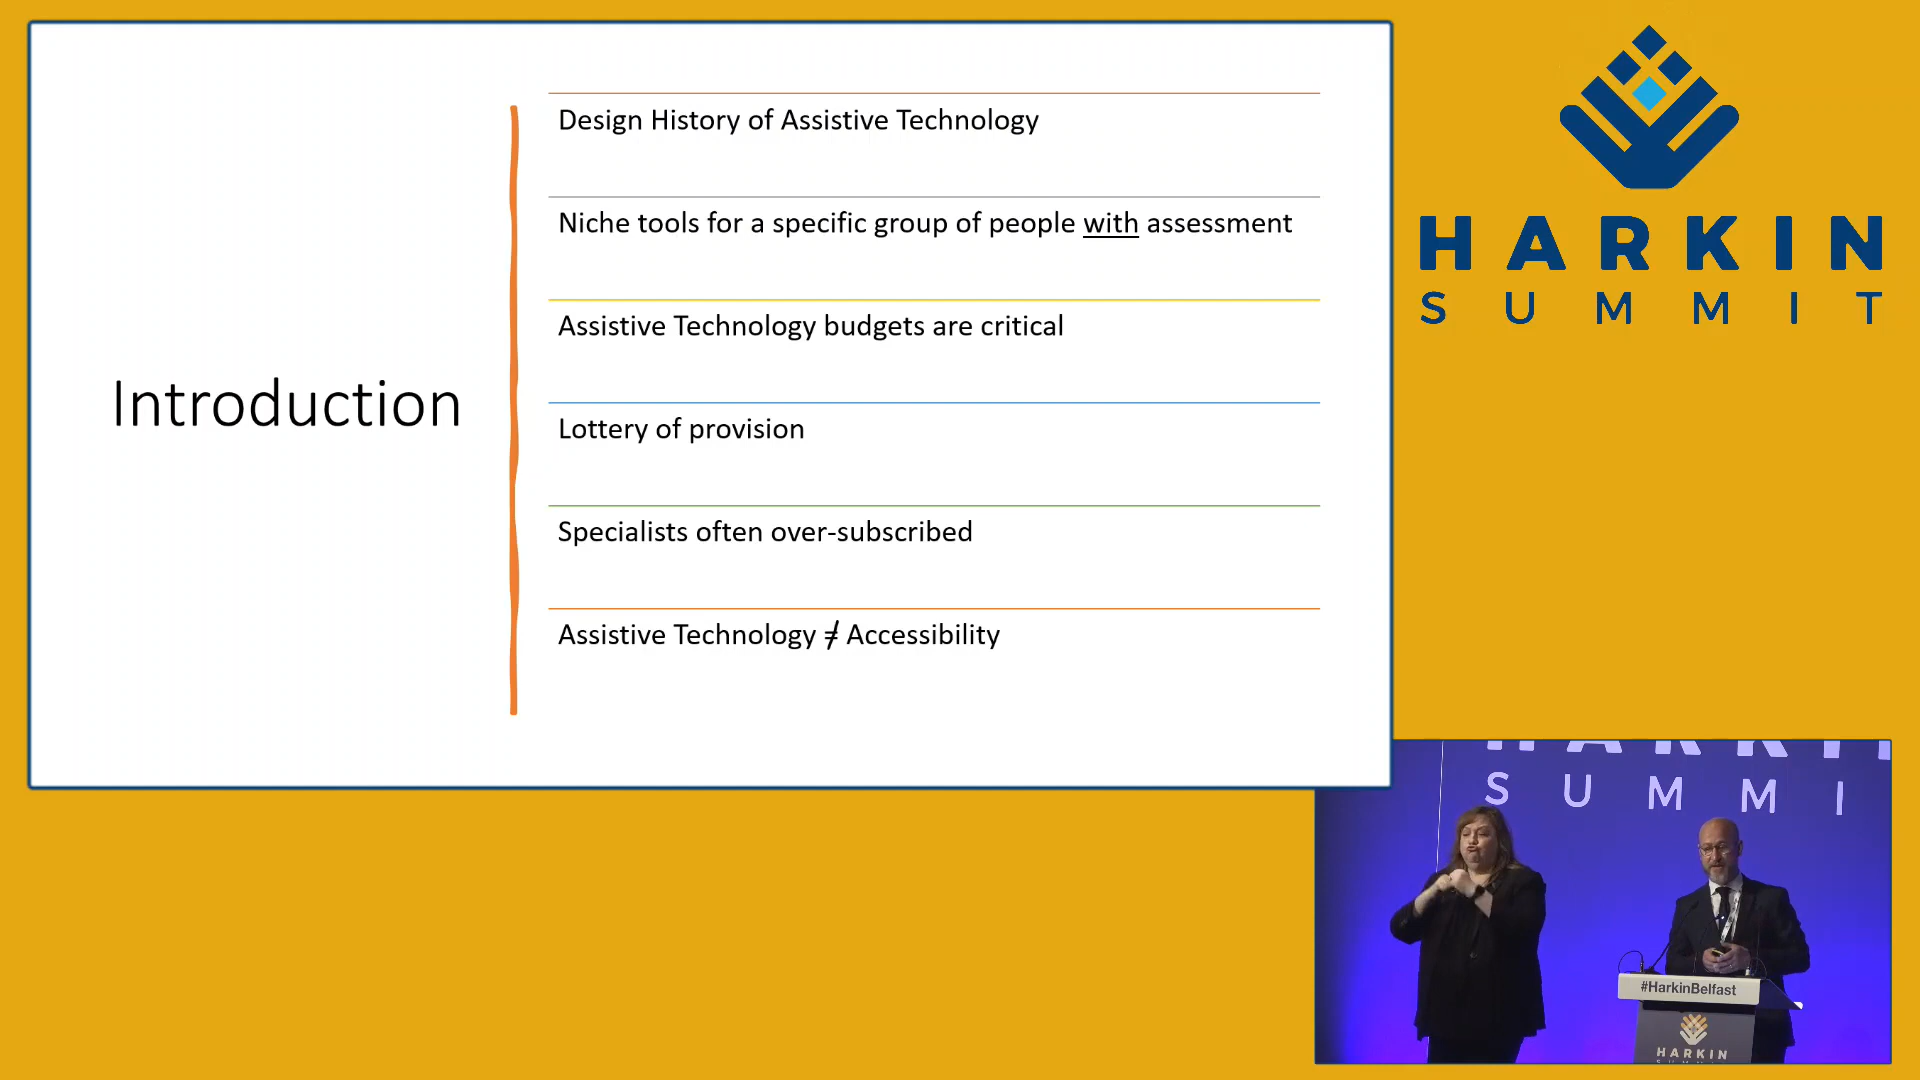 Introduction
Design History of Assistive Technology
Niche tools for a specific group of people with assessment
Assistive Technology budgets are critical
Lottery of provision
Specialists often over-subscribed
Assistive Technology ≠ Accessibility
HARKIN
SUMMIT
HARKI
SUMMI
#HarkinBelfast
HARKIN